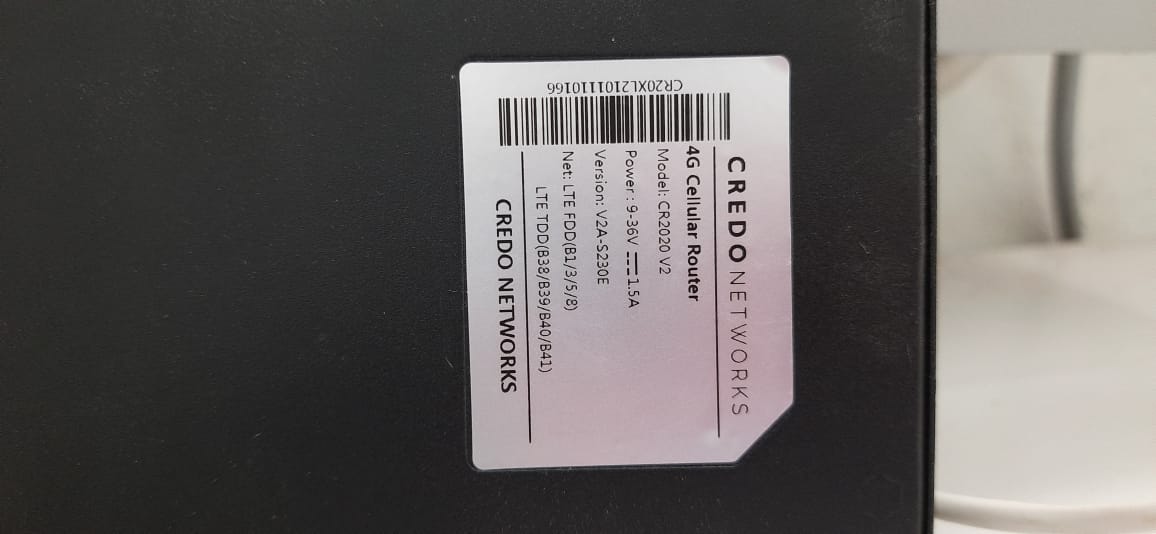 CREDO NETWORKS
4G Cellular Router
Model: CR2020 V2
Power : 9-36V ⎓ 1.5A
Version: V2A-S230E
Net: LTE FDD(B1/3/5/8)
LTE TDD(B38/B39/B40/B41)
CREDO NETWORKS
CR20XL2101110166